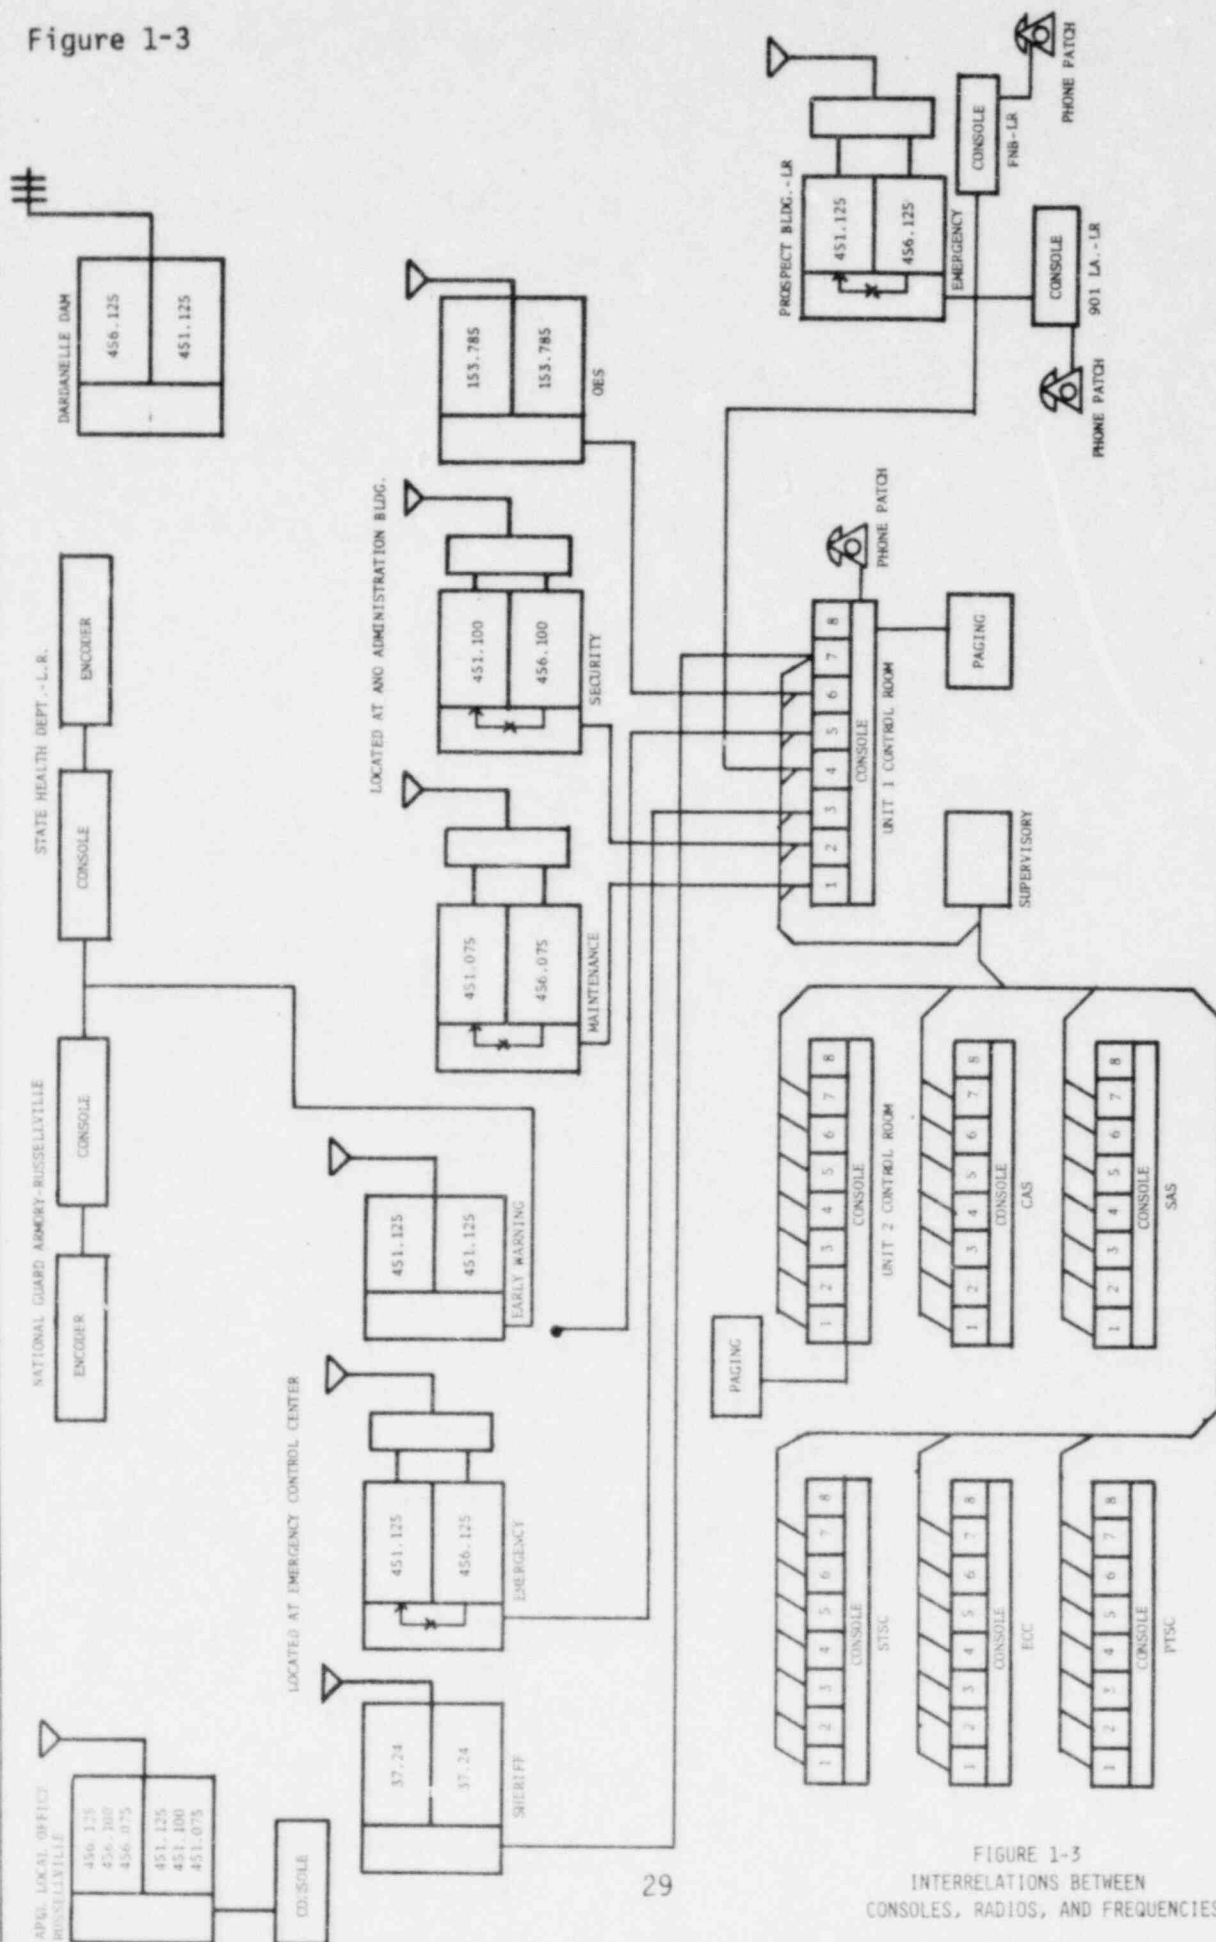 Figure 1-3
DARDANELLE DAM
456.125
451.125
STATE HEALTH DEPT.-L.R.
ENCODER
CONSOLE
NATIONAL GUARD ARMORY-RUSSELLVILLE
CONSOLE
ENCODER
AP&L LOCAL OFFICE
RUSSELLVILLE
456.125
456.100
456.075
451.125
451.100
451.075
CONSOLE
LOCATED AT ANO ADMINISTRATION BLDG.
153.785
153.785
OES
451.100
456.100
SECURITY
451.075
456.075
MAINTENANCE
451.125
451.125
EARLY WARNING
LOCATED AT EMERGENCY CONTROL CENTER
451.125
456.125
EMERGENCY
37.24
37.24
SHERIFF
PROSPECT BLDG.-LR
451.125
456.125
EMERGENCY
CONSOLE
FNB-LR
PHONE PATCH
CONSOLE
901 LA.-LR
PHONE PATCH
PHONE PATCH
1 2 3 4 5 6 7 8
CONSOLE
UNIT 1 CONTROL ROOM
PAGING
SUPERVISORY
1 2 3 4 5 6 7 8
CONSOLE
UNIT 2 CONTROL ROOM
PAGING
1 2 3 4 5 6 7 8
CONSOLE
CAS
1 2 3 4 5 6 7 8
CONSOLE
SAS
1 2 3 4 5 6 7 8
CONSOLE
STSC
1 2 3 4 5 6 7 8
CONSOLE
ECC
1 2 3 4 5 6 7 8
CONSOLE
PTSC
29
FIGURE 1-3
INTERRELATIONS BETWEEN
CONSOLES, RADIOS, AND FREQUENCIES